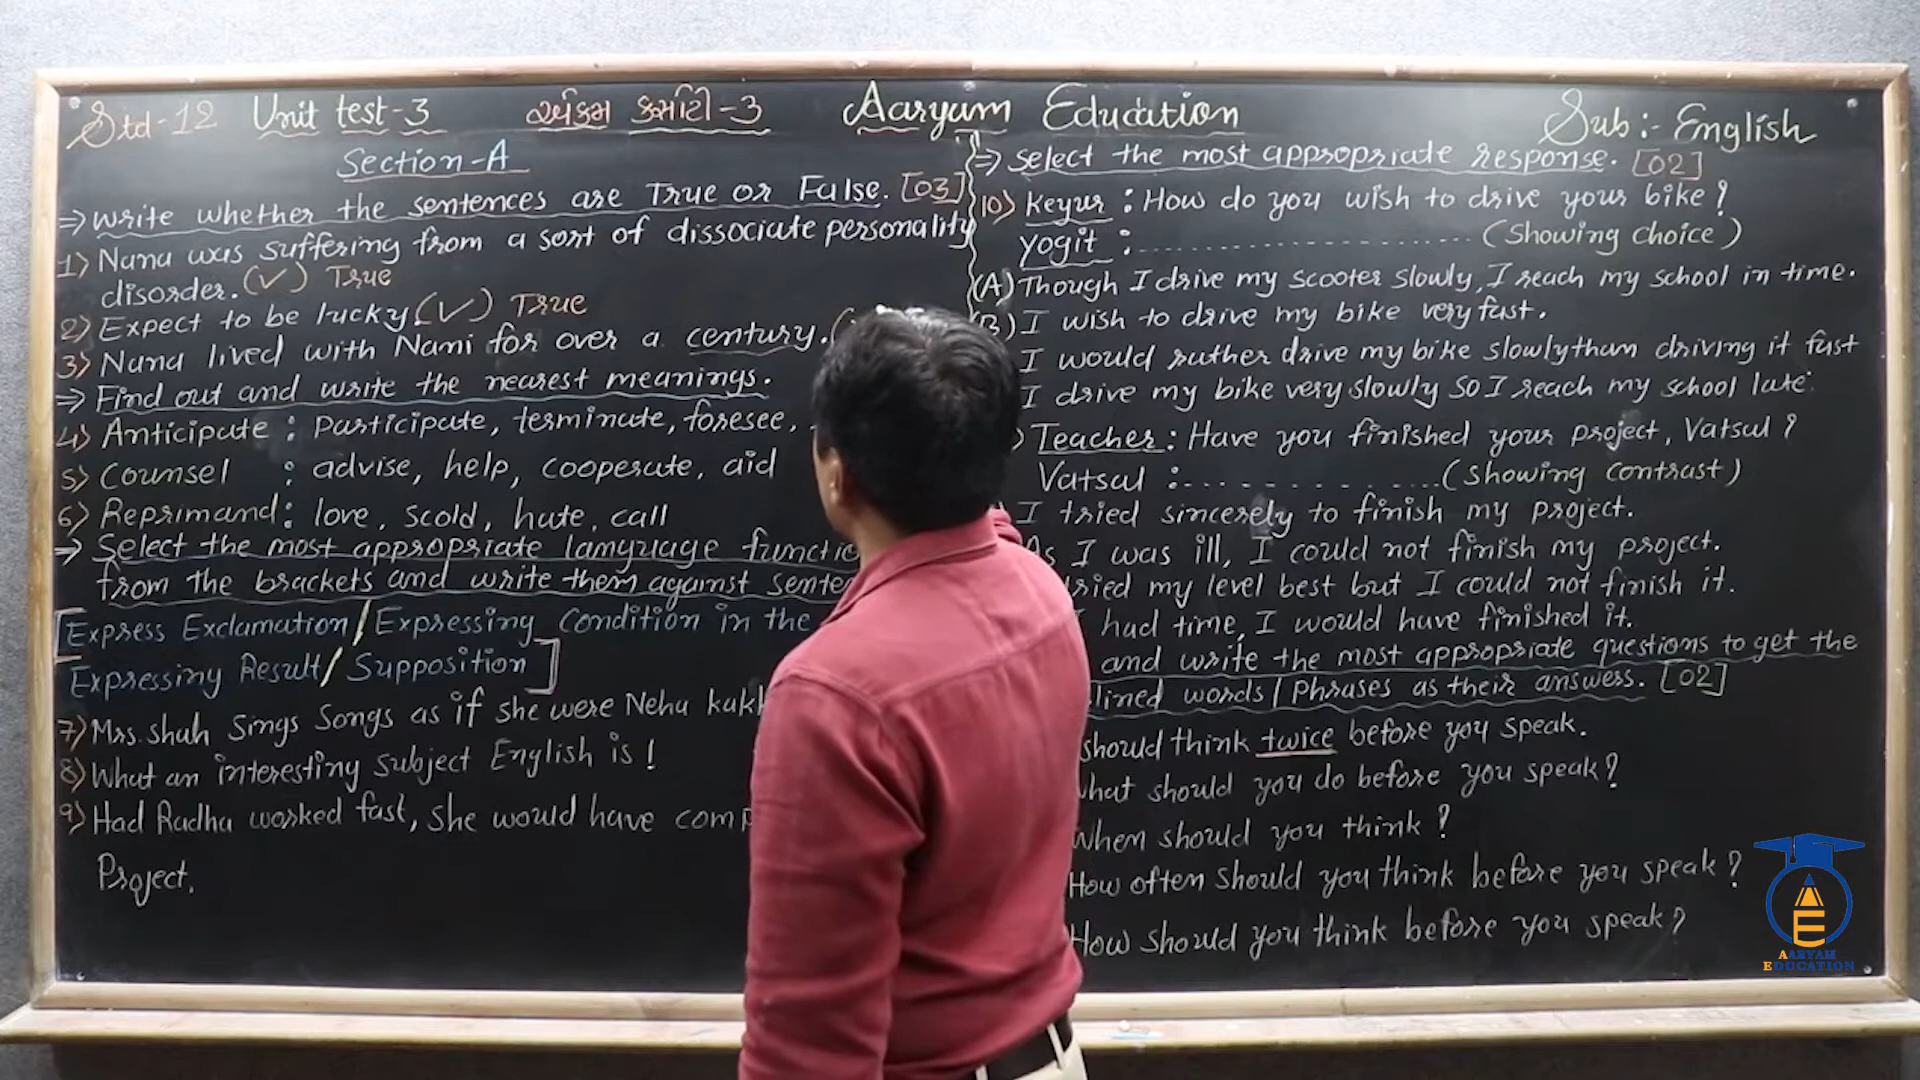 Std-12 Unit test-3 એકમ કસોટી-3 Aaryam Education Sub:- English
Section-A
⇒ Write whether the sentences are True or False. [03]
1) Nana was suffering from a sort of dissociate personality
disorder. (✓) True
2) Expect to be lucky. (✓) True
3) Nana lived with Nani for over a century. (
⇒ Find out and write the nearest meanings.
4) Anticipate : Participate, terminate, foresee,
5) Counsel : advise, help, cooperate, aid
6) Reprimand : love, scold, hate, call
⇒ Select the most appropriate language functio
from the brackets and write them against sente
[Express Exclamation/Expressing condition in the
Expressing Result/Supposition]
7) Mrs. Shah Sings Songs as if she were Neha kakk
8) What an interesting subject English is!
9) Had Radha worked fast, she would have comp
Project.
⇒ Select the most appropriate response. [02]
10) Keyur : How do you wish to drive your bike?
Yogit : ........................ (Showing Choice)
(A) Though I drive my scooter slowly, I reach my school in time.
(B) I wish to drive my bike very fast.
I would rather drive my bike slowly than driving it fast
I drive my bike very slowly so I reach my school late.
) Teacher : Have you finished your project, Vatsal?
Vatsal : ........................ (Showing contrast)
I tried sincerely to finish my project.
As I was ill, I could not finish my project.
tried my level best but I could not finish it.
had time, I would have finished it.
and write the most appropriate questions to get the
lined words/Phrases as their answers. [02]
should think twice before you speak.
What should you do before you speak?
When should you think?
How often should you think before you speak?
How should you think before you speak?
AARYAM
EDUCATION